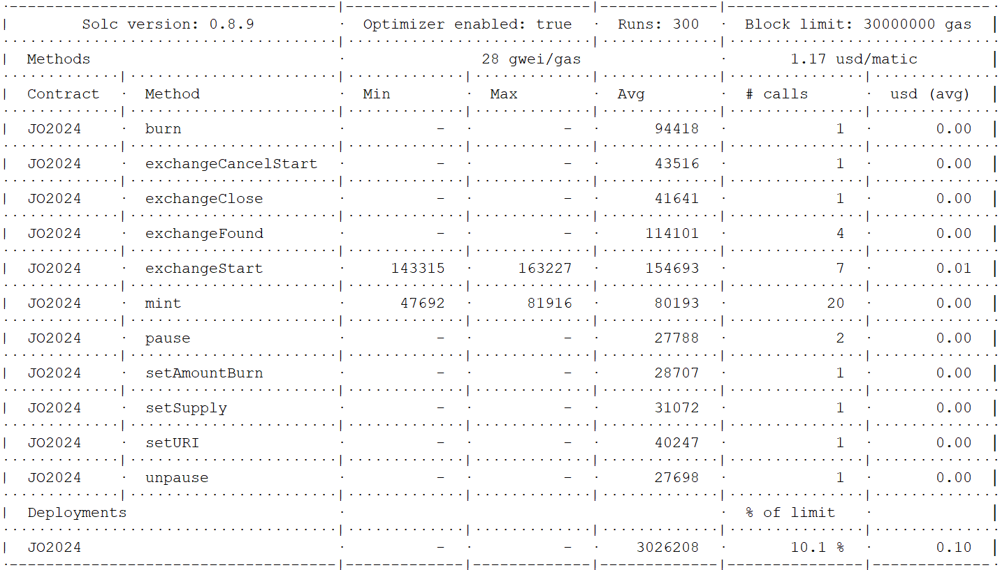 Solc version: 0.8.9 · Optimizer enabled: true · Runs: 300 · Block limit: 30000000 gas
Methods · 28 gwei/gas · 1.17 usd/matic
Contract · Method · Min · Max · Avg · # calls · usd (avg)
JO2024 · burn · - · - · 94418 · 1 · 0.00
JO2024 · exchangeCancelStart · - · - · 43516 · 1 · 0.00
JO2024 · exchangeClose · - · - · 41641 · 1 · 0.00
JO2024 · exchangeFound · - · - · 114101 · 4 · 0.00
JO2024 · exchangeStart · 143315 · 163227 · 154693 · 7 · 0.01
JO2024 · mint · 47692 · 81916 · 80193 · 20 · 0.00
JO2024 · pause · - · - · 27788 · 2 · 0.00
JO2024 · setAmountBurn · - · - · 28707 · 1 · 0.00
JO2024 · setSupply · - · - · 31072 · 1 · 0.00
JO2024 · setURI · - · - · 40247 · 1 · 0.00
JO2024 · unpause · - · - · 27698 · 1 · 0.00
Deployments · · % of limit ·
JO2024 · - · - · 3026208 · 10.1 % · 0.10